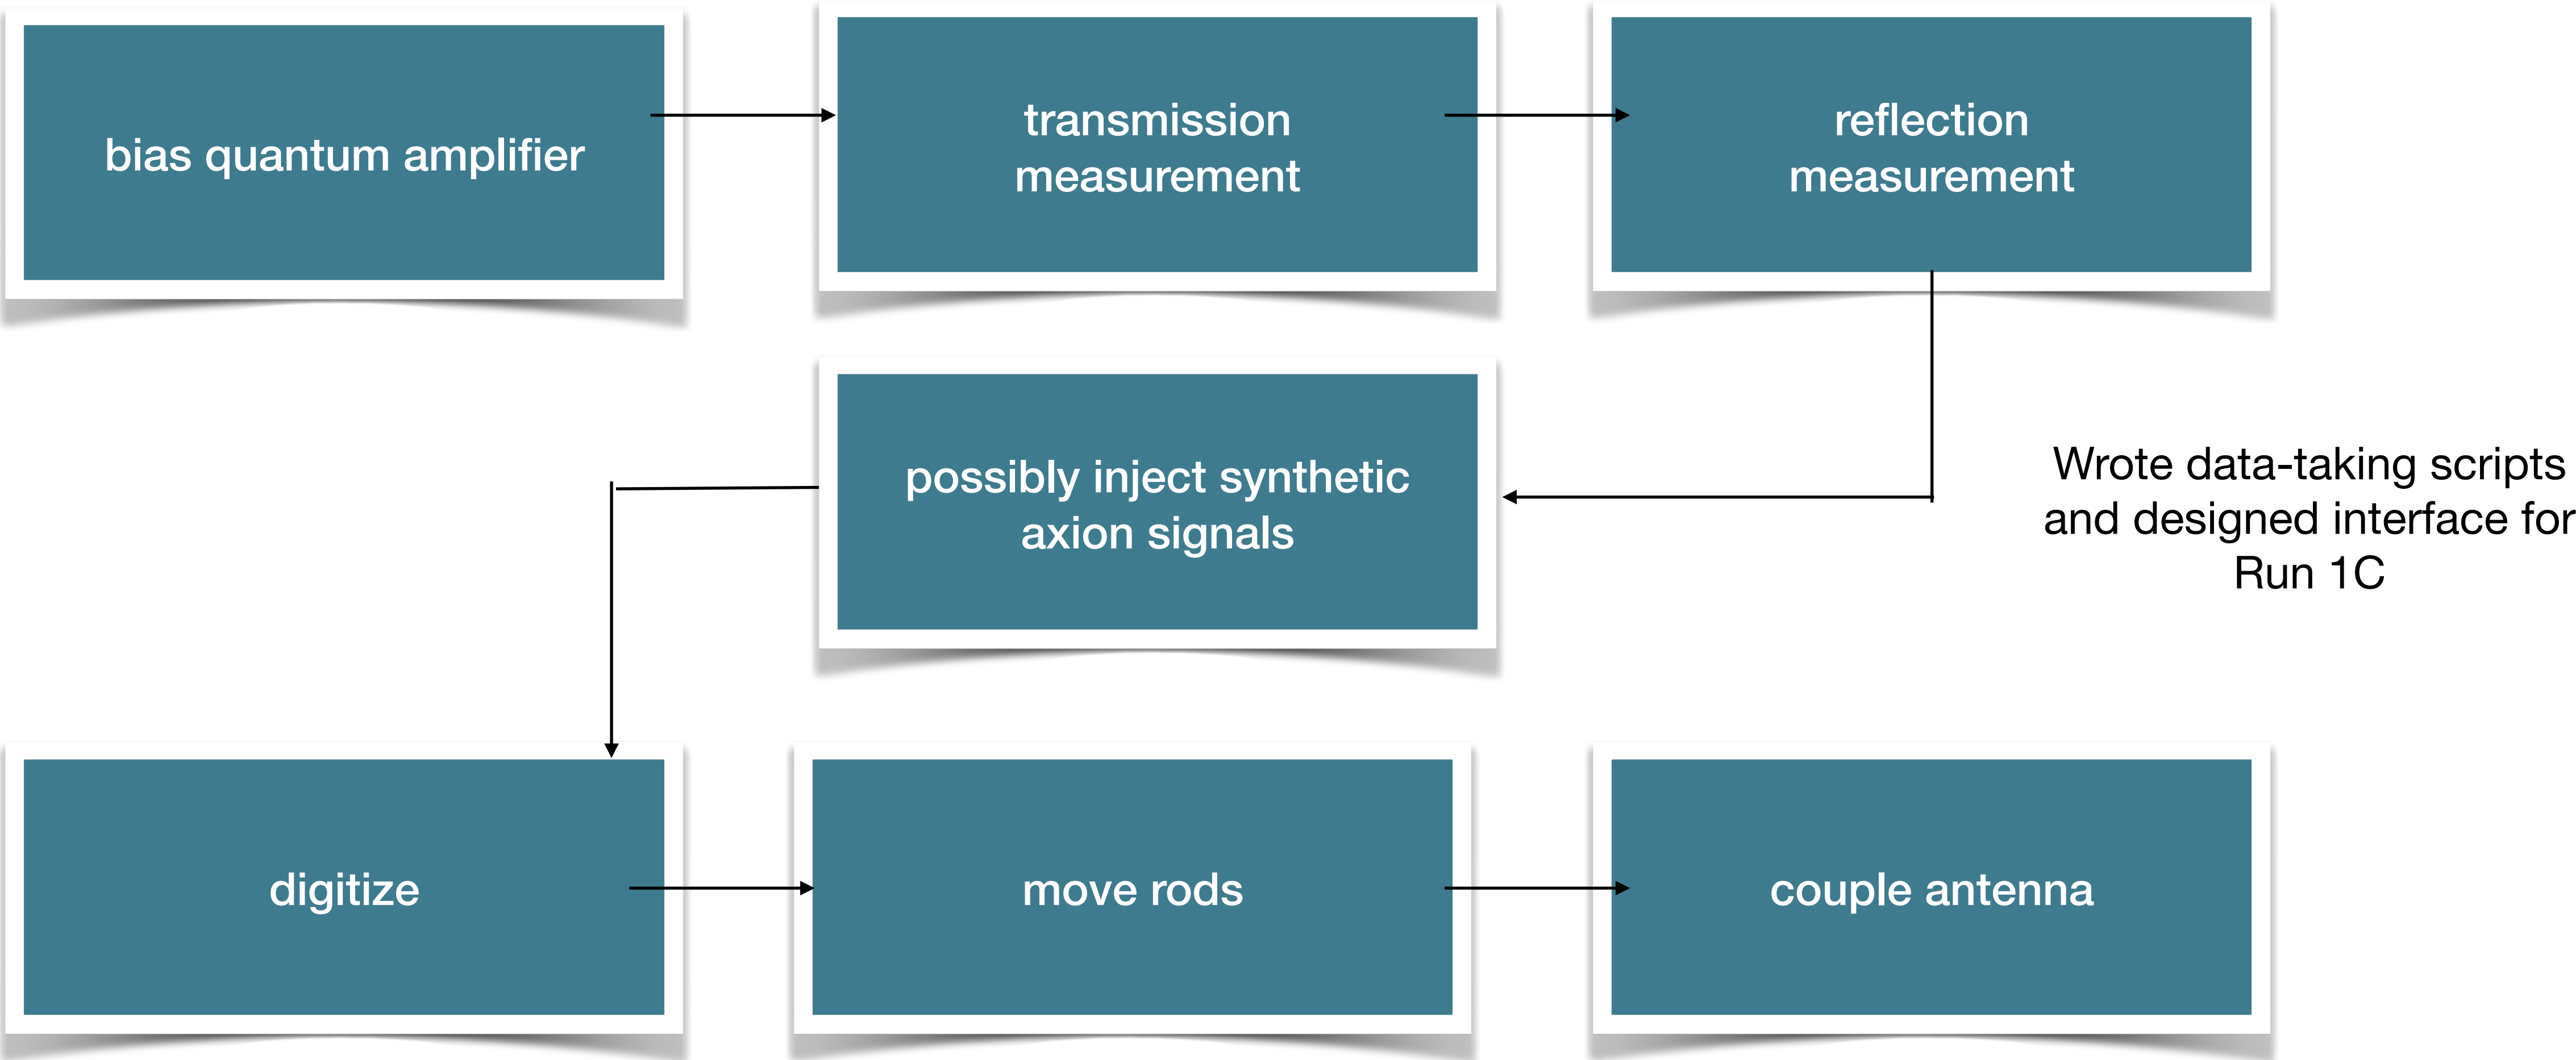 bias quantum amplifier
transmission
measurement
reflection
measurement
possibly inject synthetic
axion signals
Wrote data-taking scripts
and designed interface for
Run 1C
digitize
move rods
couple antenna